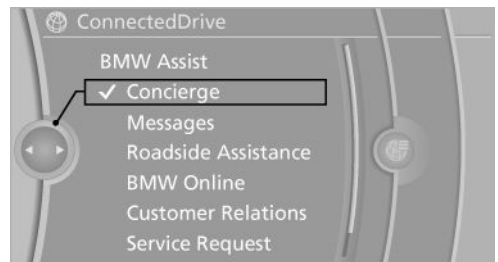 ConnectedDrive
BMW Assist
✓ Concierge
Messages
Roadside Assistance
BMW Online
Customer Relations
Service Request